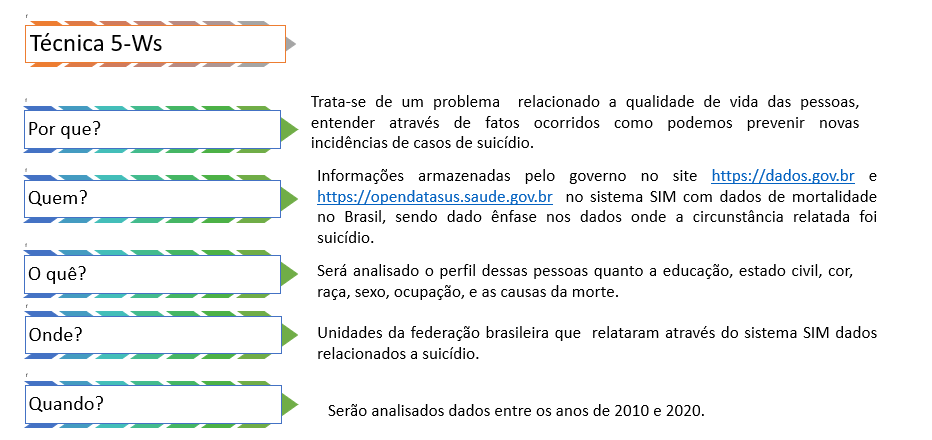 Técnica 5-Ws
Por que?
Trata-se de um problema relacionado a qualidade de vida das pessoas,
entender através de fatos ocorridos como podemos prevenir novas
incidências de casos de suicídio.
Quem?
Informações armazenadas pelo governo no site https://dados.gov.br e
https://opendatasus.saude.gov.br no sistema SIM com dados de mortalidade
no Brasil, sendo dado ênfase nos dados onde a circunstância relatada foi
suicídio.
O quê?
Será analisado o perfil dessas pessoas quanto a educação, estado civil, cor,
raça, sexo, ocupação, e as causas da morte.
Onde?
Unidades da federação brasileira que relataram através do sistema SIM dados
relacionados a suicídio.
Quando?
Serão analisados dados entre os anos de 2010 e 2020.